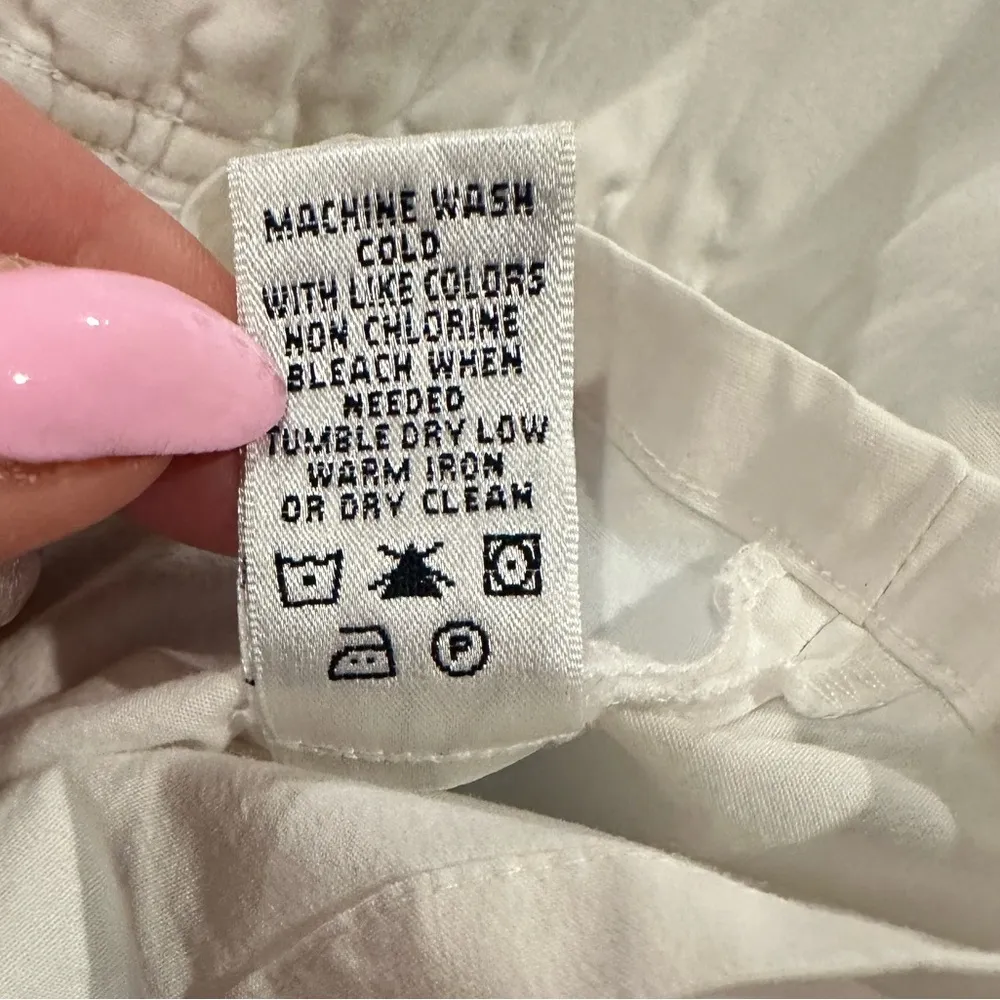 MACHINE WASH
COLD
WITH LIKE COLORS
NON CHLORINE
BLEACH WHEN
NEEDED
TUMBLE DRY LOW
WARM IRON
OR DRY CLEAN
P